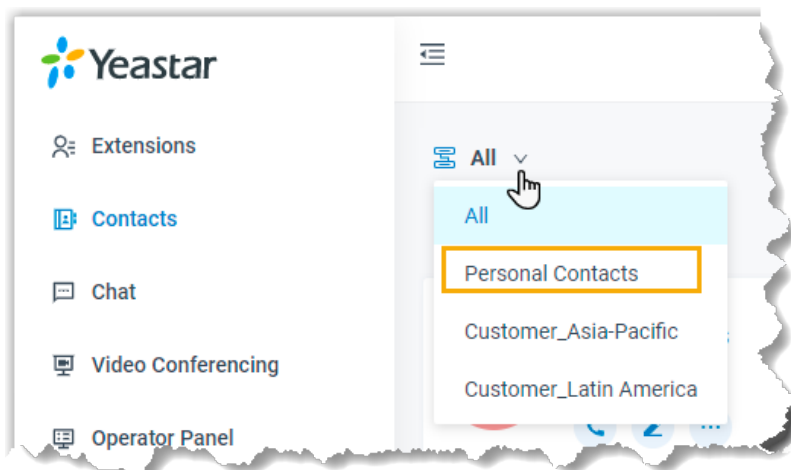 Yeastar
Extensions
Contacts
Chat
Video Conferencing
Operator Panel
All
All
Personal Contacts
Customer_Asia-Pacific
Customer_Latin America